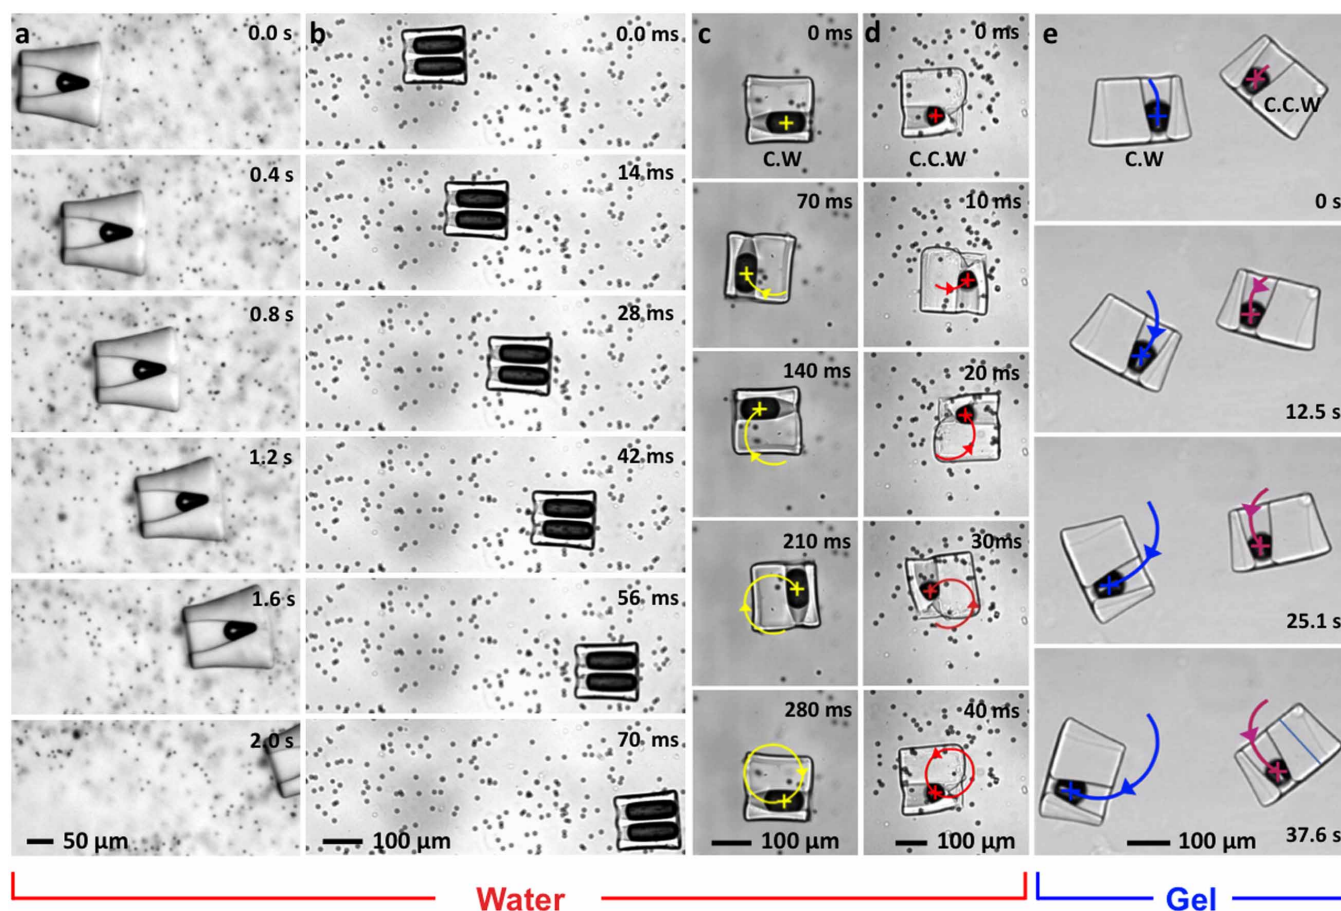 a
0.0 s
0.4 s
0.8 s
1.2 s
1.6 s
2.0 s
50 µm
b
0.0 ms
14 ms
28 ms
42 ms
56 ms
70 ms
100 µm
c
0 ms
C.W
70 ms
140 ms
210 ms
280 ms
100 µm
d
0 ms
C.C.W
10 ms
20 ms
30ms
40 ms
100 µm
e
C.C.W
C.W
0 s
12.5 s
25.1 s
37.6 s
100 µm
Water
Gel